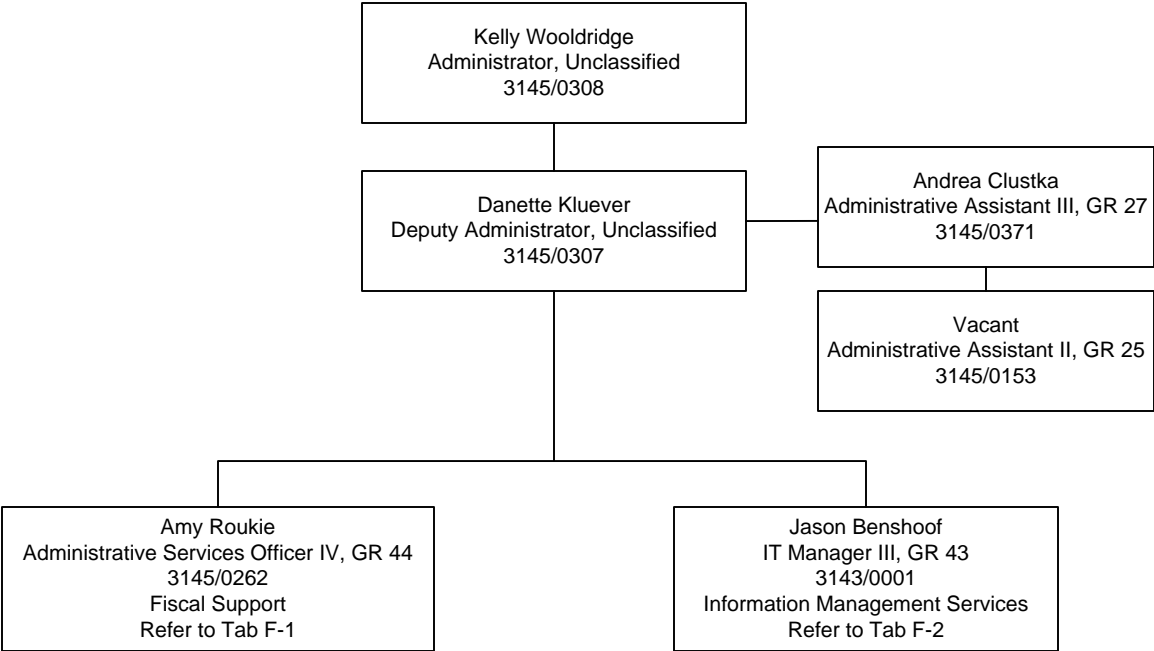 Kelly Wooldridge
Administrator, Unclassified
3145/0308
Danette Kluever
Deputy Administrator, Unclassified
3145/0307
Andrea Clustka
Administrative Assistant III, GR 27
3145/0371
Vacant
Administrative Assistant II, GR 25
3145/0153
Amy Roukie
Administrative Services Officer IV, GR 44
3145/0262
Fiscal Support
Refer to Tab F-1
Jason Benshoof
IT Manager III, GR 43
3143/0001
Information Management Services
Refer to Tab F-2